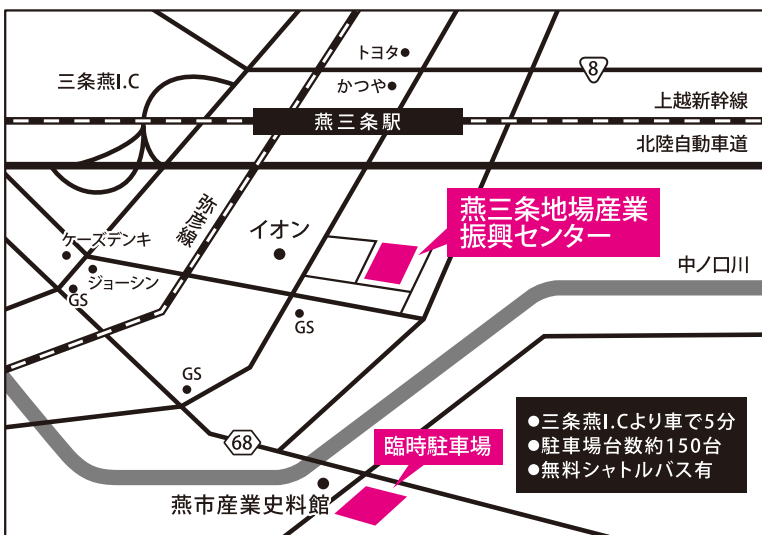 トヨタ
8
三条燕I.C
かつや
上越新幹線
燕三条駅
北陸自動車道
弥彦線
燕三条地場産業
振興センター
ケーズデンキ
イオン
ジョーシン
中ノ口川
GS
GS
GS
●三条燕I.Cより車で5分
●駐車場台数約150台
●無料シャトルバス有
68
臨時駐車場
燕市産業史料館